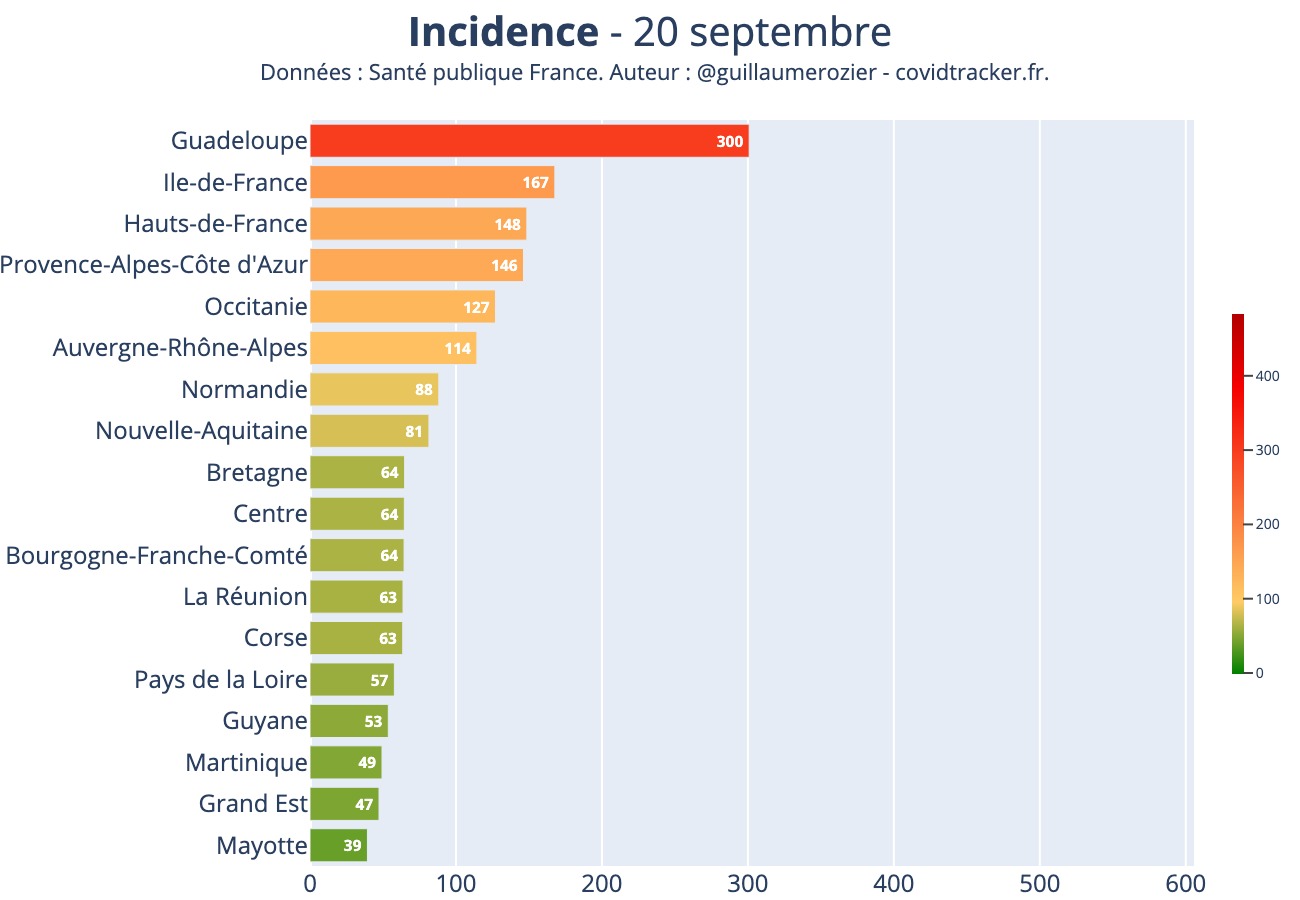 Incidence - 20 septembre
Données : Santé publique France. Auteur : @guillaumerozier - covidtracker.fr.
Guadeloupe 300
Ile-de-France 167
Hauts-de-France 148
Provence-Alpes-Côte d'Azur 146
Occitanie 127
Auvergne-Rhône-Alpes 114
Normandie 88
Nouvelle-Aquitaine 81
Bretagne 64
Centre 64
Bourgogne-Franche-Comté 64
La Réunion 63
Corse 63
Pays de la Loire 57
Guyane 53
Martinique 49
Grand Est 47
Mayotte 39
0 100 200 300 400 500 600
400
300
200
100
0